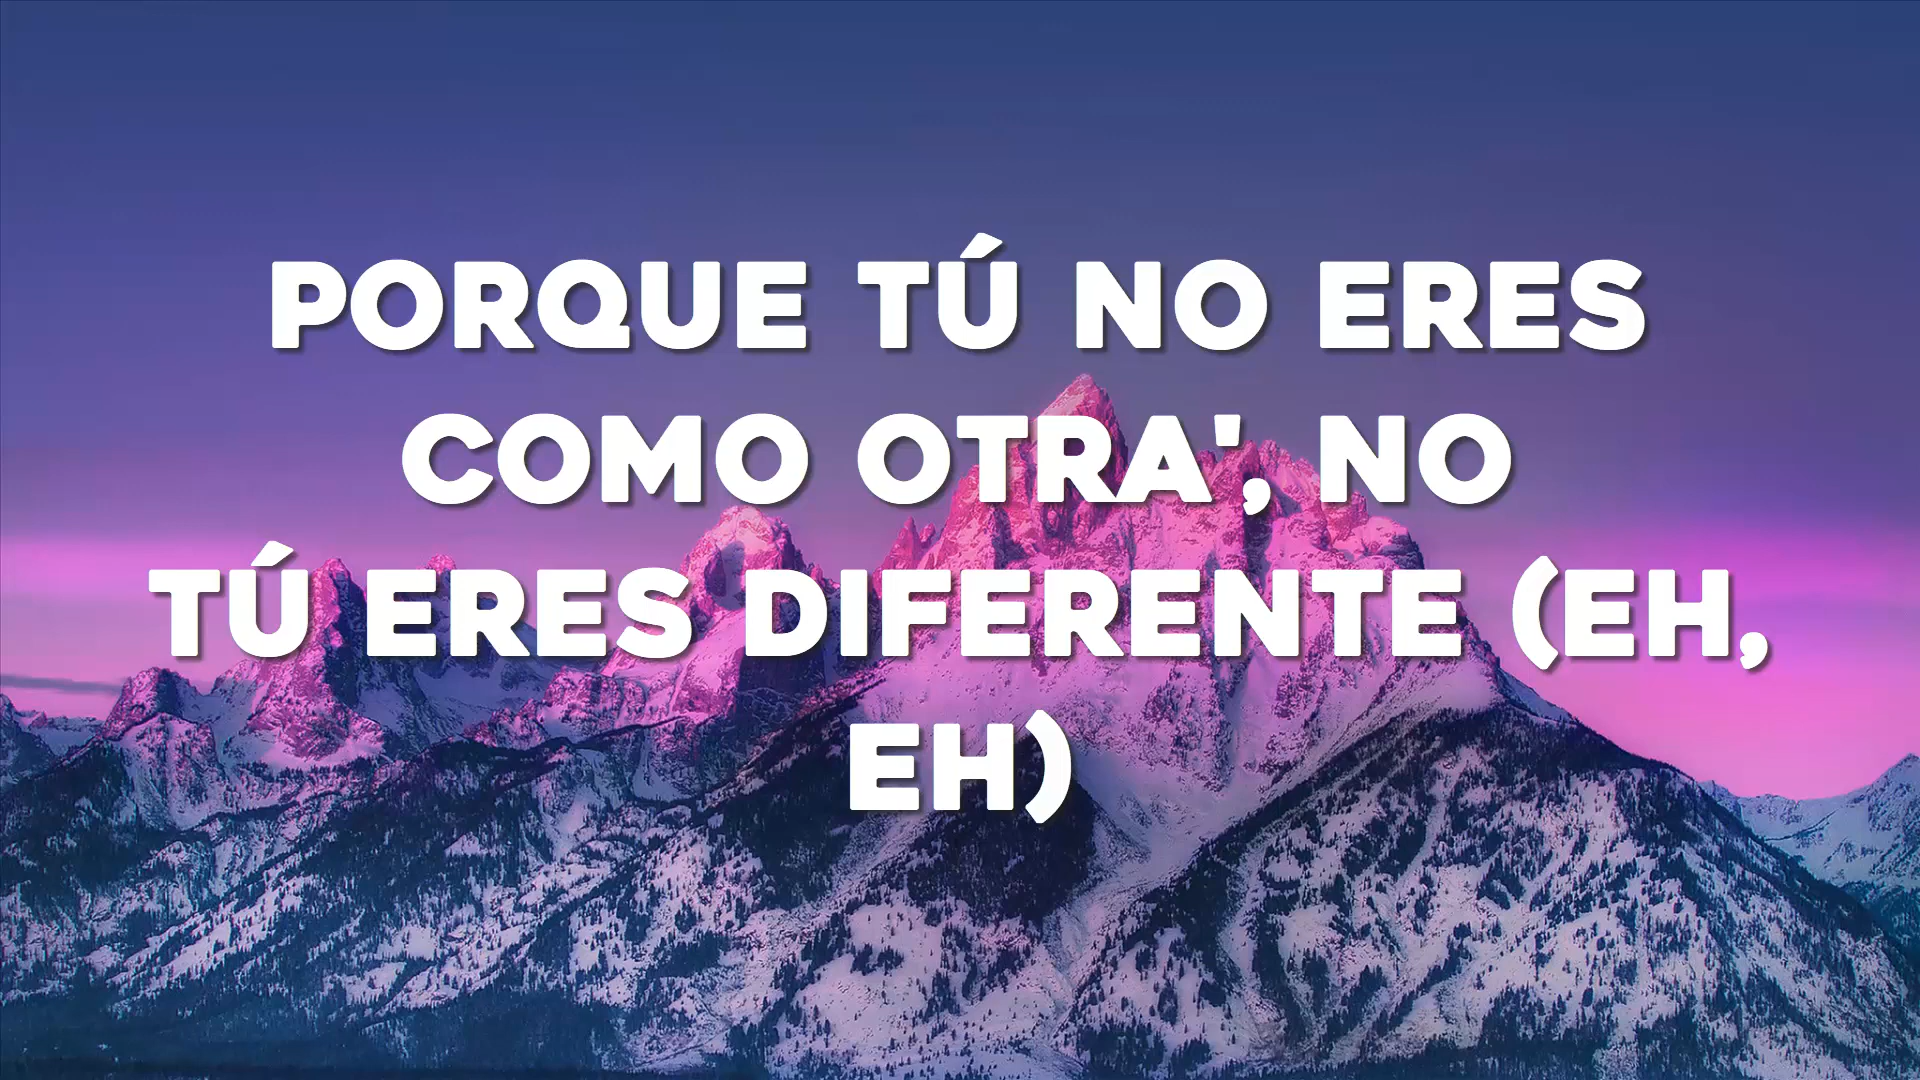 PORQUE TÚ NO ERES
COMO OTRA', NO
TÚ ERES DIFERENTE (EH,
EH)